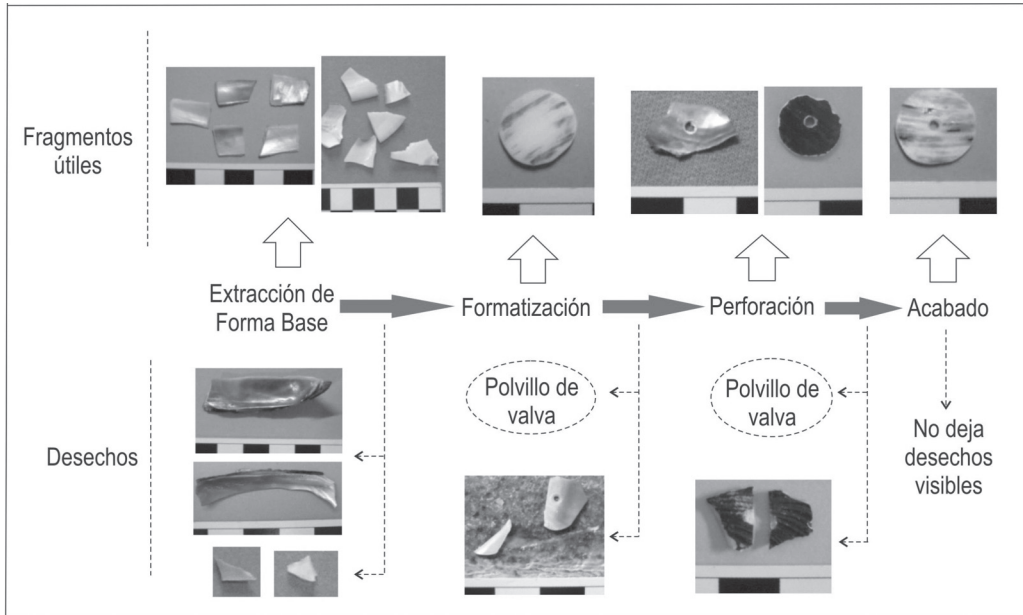 Fragmentos
útiles
Extracción de
Forma Base
Formatización
Perforación
Acabado
Polvillo de
valva
Polvillo de
valva
Desechos
No deja
desechos
visibles